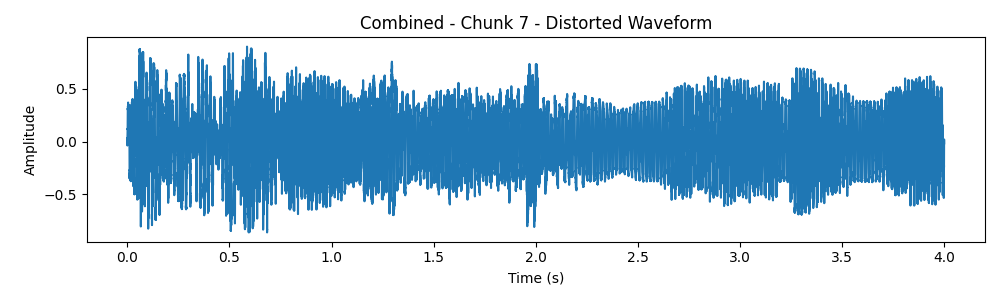 Combined - Chunk 7 - Distorted Waveform
Amplitude
0.5
0.0
−0.5
0.0 0.5 1.0 1.5 2.0 2.5 3.0 3.5 4.0
Time (s)